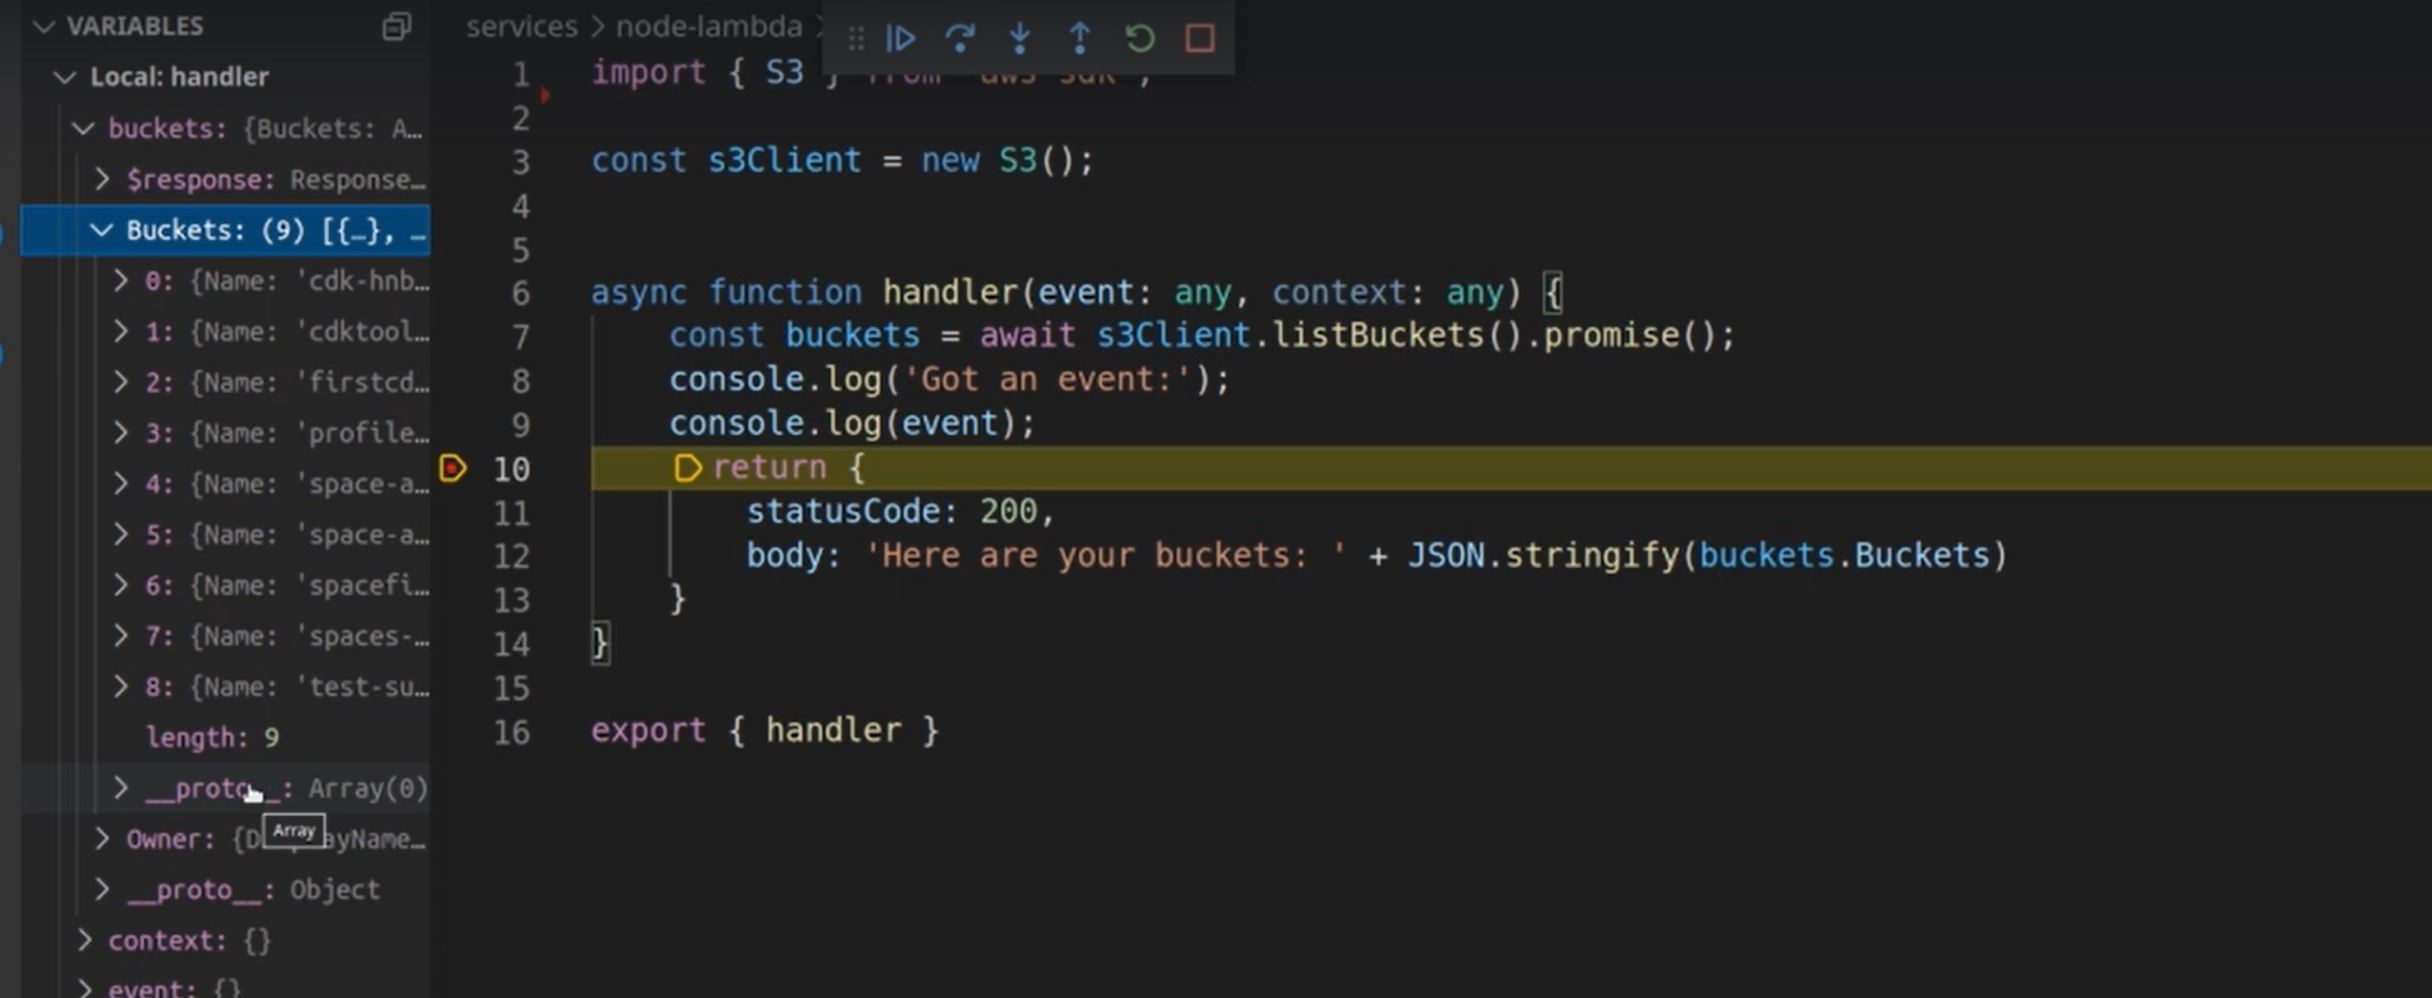 VARIABLES
Local: handler
buckets: {Buckets: A…
$response: Response…
Buckets: (9) [{…}, …
0: {Name: 'cdk-hnb…
1: {Name: 'cdktool…
2: {Name: 'firstcd…
3: {Name: 'profile…
4: {Name: 'space-a…
5: {Name: 'space-a…
6: {Name: 'spacefi…
7: {Name: 'spaces-…
8: {Name: 'test-su…
length: 9
__proto__: Array(0)
Array
Owner: {D ayName…
__proto__: Object
context: {}
event: {}
services > node-lambda >
1 import { S3 } from 'aws-sdk';
2
3 const s3Client = new S3();
4
5
6 async function handler(event: any, context: any) {
7 const buckets = await s3Client.listBuckets().promise();
8 console.log('Got an event:');
9 console.log(event);
10 return {
11 statusCode: 200,
12 body: 'Here are your buckets: ' + JSON.stringify(buckets.Buckets)
13 }
14 }
15
16 export { handler }